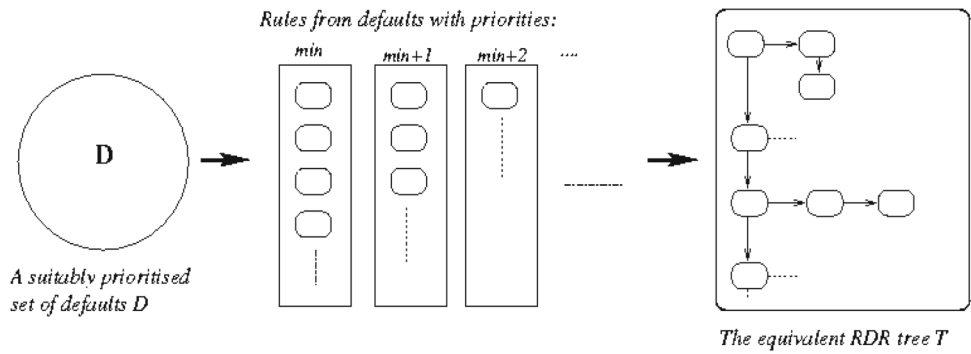 Rules from defaults with priorities:
min
min+1
min+2
....
D
A suitably prioritised
set of defaults D
The equivalent RDR tree T